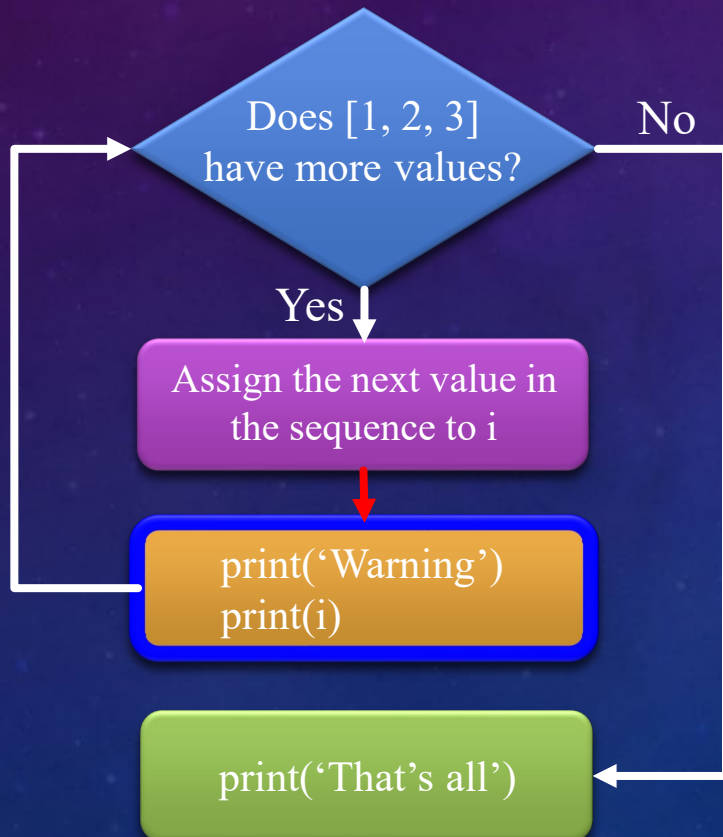 Does [1, 2, 3]
have more values?
No
Yes
Assign the next value in
the sequence to i
print(‘Warning’)
print(i)
print(‘That’s all’)